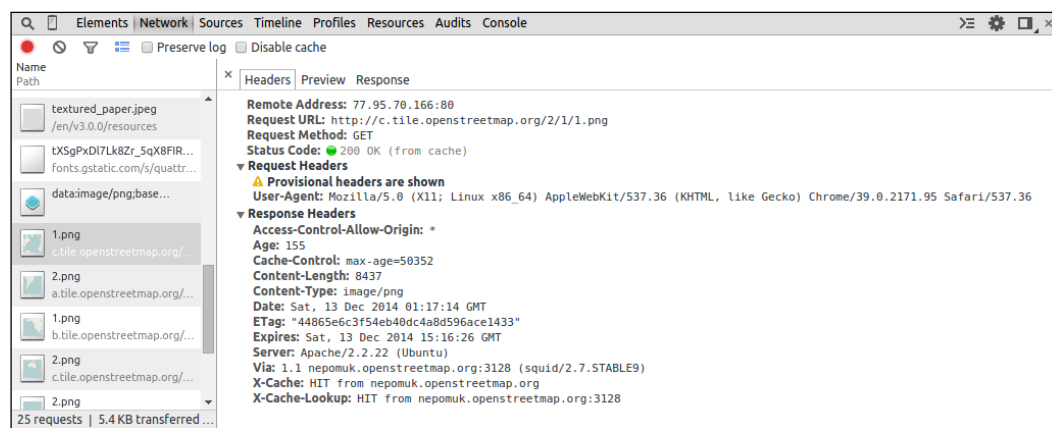 Elements Network Sources Timeline Profiles Resources Audits Console
Preserve log Disable cache
Name
Path
textured_paper.jpeg
/en/v3.0.0/resources
tXSgPxDl7Lk8Zr_5qX8FIR...
fonts.gstatic.com/s/quattr...
data:image/png;base...
1.png
c.tile.openstreetmap.org/...
2.png
a.tile.openstreetmap.org/...
1.png
b.tile.openstreetmap.org/...
2.png
c.tile.openstreetmap.org/...
2.png
25 requests | 5.4 KB transferred ...
× Headers Preview Response
Remote Address: 77.95.70.166:80
Request URL: http://c.tile.openstreetmap.org/2/1/1.png
Request Method: GET
Status Code: 200 OK (from cache)
Request Headers
Provisional headers are shown
User-Agent: Mozilla/5.0 (X11; Linux x86_64) AppleWebKit/537.36 (KHTML, like Gecko) Chrome/39.0.2171.95 Safari/537.36
Response Headers
Access-Control-Allow-Origin: *
Age: 155
Cache-Control: max-age=50352
Content-Length: 8437
Content-Type: image/png
Date: Sat, 13 Dec 2014 01:17:14 GMT
ETag: "44865e6c3f54eb40dc4a8d596ace1433"
Expires: Sat, 13 Dec 2014 15:16:26 GMT
Server: Apache/2.2.22 (Ubuntu)
Via: 1.1 nepomuk.openstreetmap.org:3128 (squid/2.7.STABLE9)
X-Cache: HIT from nepomuk.openstreetmap.org
X-Cache-Lookup: HIT from nepomuk.openstreetmap.org:3128